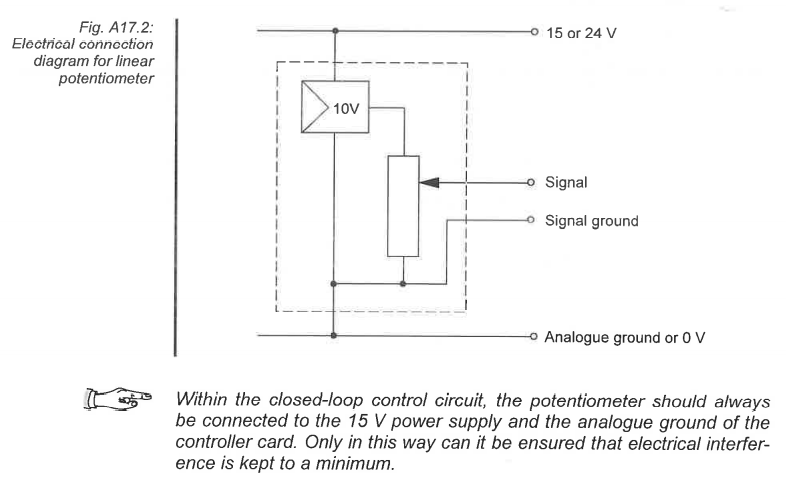 Fig. A17.2:
Electrical connection
diagram for linear
potentiometer
15 or 24 V
10V
Signal
Signal ground
Analogue ground or 0 V
Within the closed-loop control circuit, the potentiometer should always
be connected to the 15 V power supply and the analogue ground of the
controller card. Only in this way can it be ensured that electrical interfer-
ence is kept to a minimum.